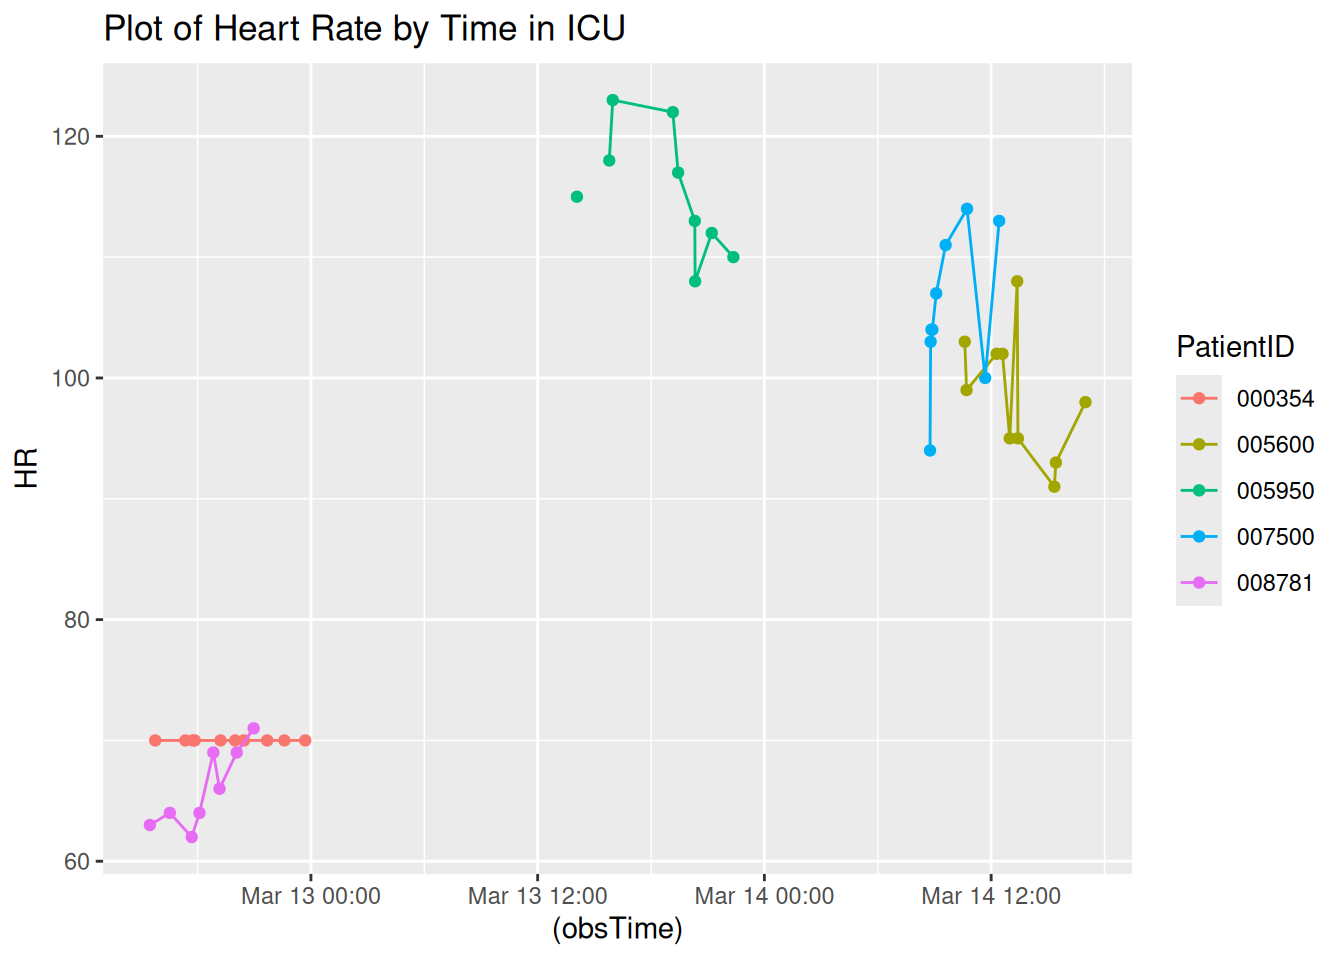 Plot of Heart Rate by Time in ICU
120
100
80
60
HR
Mar 13 00:00
Mar 13 12:00
Mar 14 00:00
Mar 14 12:00
(obsTime)
PatientID
000354
005600
005950
007500
008781